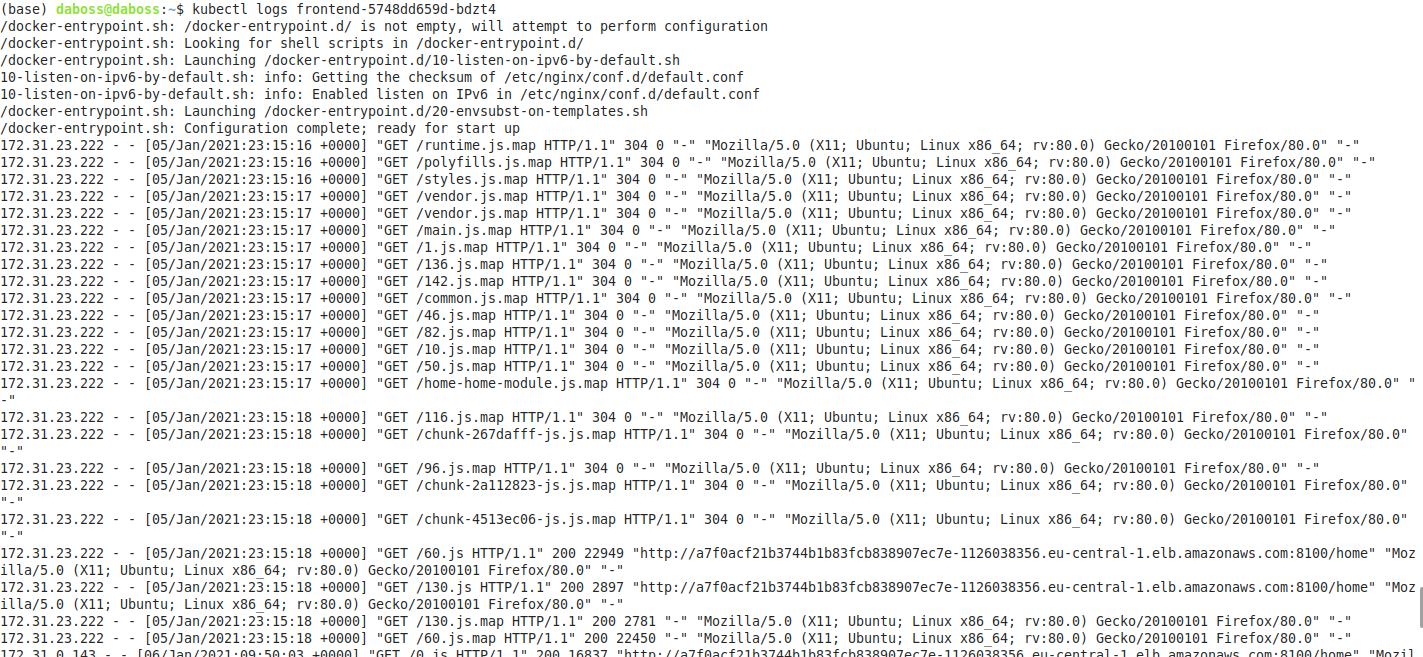 (base) daboss@daboss:~$ kubectl logs frontend-5748dd659d-bdzt4
/docker-entrypoint.sh: /docker-entrypoint.d/ is not empty, will attempt to perform configuration
/docker-entrypoint.sh: Looking for shell scripts in /docker-entrypoint.d/
/docker-entrypoint.sh: Launching /docker-entrypoint.d/10-listen-on-ipv6-by-default.sh
10-listen-on-ipv6-by-default.sh: info: Getting the checksum of /etc/nginx/conf.d/default.conf
10-listen-on-ipv6-by-default.sh: info: Enabled listen on IPv6 in /etc/nginx/conf.d/default.conf
/docker-entrypoint.sh: Launching /docker-entrypoint.d/20-envsubst-on-templates.sh
/docker-entrypoint.sh: Configuration complete; ready for start up
172.31.23.222 - - [05/Jan/2021:23:15:16 +0000] "GET /runtime.js.map HTTP/1.1" 304 0 "-" "Mozilla/5.0 (X11; Ubuntu; Linux x86_64; rv:80.0) Gecko/20100101 Firefox/80.0" "-"
172.31.23.222 - - [05/Jan/2021:23:15:16 +0000] "GET /polyfills.js.map HTTP/1.1" 304 0 "-" "Mozilla/5.0 (X11; Ubuntu; Linux x86_64; rv:80.0) Gecko/20100101 Firefox/80.0" "-"
172.31.23.222 - - [05/Jan/2021:23:15:16 +0000] "GET /styles.js.map HTTP/1.1" 304 0 "-" "Mozilla/5.0 (X11; Ubuntu; Linux x86_64; rv:80.0) Gecko/20100101 Firefox/80.0" "-"
172.31.23.222 - - [05/Jan/2021:23:15:17 +0000] "GET /vendor.js.map HTTP/1.1" 304 0 "-" "Mozilla/5.0 (X11; Ubuntu; Linux x86_64; rv:80.0) Gecko/20100101 Firefox/80.0" "-"
172.31.23.222 - - [05/Jan/2021:23:15:17 +0000] "GET /vendor.js.map HTTP/1.1" 304 0 "-" "Mozilla/5.0 (X11; Ubuntu; Linux x86_64; rv:80.0) Gecko/20100101 Firefox/80.0" "-"
172.31.23.222 - - [05/Jan/2021:23:15:17 +0000] "GET /main.js.map HTTP/1.1" 304 0 "-" "Mozilla/5.0 (X11; Ubuntu; Linux x86_64; rv:80.0) Gecko/20100101 Firefox/80.0" "-"
172.31.23.222 - - [05/Jan/2021:23:15:17 +0000] "GET /1.js.map HTTP/1.1" 304 0 "-" "Mozilla/5.0 (X11; Ubuntu; Linux x86_64; rv:80.0) Gecko/20100101 Firefox/80.0" "-"
172.31.23.222 - - [05/Jan/2021:23:15:17 +0000] "GET /136.js.map HTTP/1.1" 304 0 "-" "Mozilla/5.0 (X11; Ubuntu; Linux x86_64; rv:80.0) Gecko/20100101 Firefox/80.0" "-"
172.31.23.222 - - [05/Jan/2021:23:15:17 +0000] "GET /142.js.map HTTP/1.1" 304 0 "-" "Mozilla/5.0 (X11; Ubuntu; Linux x86_64; rv:80.0) Gecko/20100101 Firefox/80.0" "-"
172.31.23.222 - - [05/Jan/2021:23:15:17 +0000] "GET /common.js.map HTTP/1.1" 304 0 "-" "Mozilla/5.0 (X11; Ubuntu; Linux x86_64; rv:80.0) Gecko/20100101 Firefox/80.0" "-"
172.31.23.222 - - [05/Jan/2021:23:15:17 +0000] "GET /46.js.map HTTP/1.1" 304 0 "-" "Mozilla/5.0 (X11; Ubuntu; Linux x86_64; rv:80.0) Gecko/20100101 Firefox/80.0" "-"
172.31.23.222 - - [05/Jan/2021:23:15:17 +0000] "GET /82.js.map HTTP/1.1" 304 0 "-" "Mozilla/5.0 (X11; Ubuntu; Linux x86_64; rv:80.0) Gecko/20100101 Firefox/80.0" "-"
172.31.23.222 - - [05/Jan/2021:23:15:17 +0000] "GET /10.js.map HTTP/1.1" 304 0 "-" "Mozilla/5.0 (X11; Ubuntu; Linux x86_64; rv:80.0) Gecko/20100101 Firefox/80.0" "-"
172.31.23.222 - - [05/Jan/2021:23:15:17 +0000] "GET /50.js.map HTTP/1.1" 304 0 "-" "Mozilla/5.0 (X11; Ubuntu; Linux x86_64; rv:80.0) Gecko/20100101 Firefox/80.0" "-"
172.31.23.222 - - [05/Jan/2021:23:15:17 +0000] "GET /home-home-module.js.map HTTP/1.1" 304 0 "-" "Mozilla/5.0 (X11; Ubuntu; Linux x86_64; rv:80.0) Gecko/20100101 Firefox/80.0" "
-"
172.31.23.222 - - [05/Jan/2021:23:15:18 +0000] "GET /116.js.map HTTP/1.1" 304 0 "-" "Mozilla/5.0 (X11; Ubuntu; Linux x86_64; rv:80.0) Gecko/20100101 Firefox/80.0" "-"
172.31.23.222 - - [05/Jan/2021:23:15:18 +0000] "GET /chunk-267dafff-js.js.map HTTP/1.1" 304 0 "-" "Mozilla/5.0 (X11; Ubuntu; Linux x86_64; rv:80.0) Gecko/20100101 Firefox/80.0"
"-"
172.31.23.222 - - [05/Jan/2021:23:15:18 +0000] "GET /96.js.map HTTP/1.1" 304 0 "-" "Mozilla/5.0 (X11; Ubuntu; Linux x86_64; rv:80.0) Gecko/20100101 Firefox/80.0" "-"
172.31.23.222 - - [05/Jan/2021:23:15:18 +0000] "GET /chunk-2a112823-js.js.map HTTP/1.1" 304 0 "-" "Mozilla/5.0 (X11; Ubuntu; Linux x86_64; rv:80.0) Gecko/20100101 Firefox/80.0"
"-"
172.31.23.222 - - [05/Jan/2021:23:15:18 +0000] "GET /chunk-4513ec06-js.js.map HTTP/1.1" 304 0 "-" "Mozilla/5.0 (X11; Ubuntu; Linux x86_64; rv:80.0) Gecko/20100101 Firefox/80.0"
"-"
172.31.23.222 - - [05/Jan/2021:23:15:18 +0000] "GET /60.js HTTP/1.1" 200 22949 "http://a7f0acf21b3744b1b83fcb838907ec7e-1126038356.eu-central-1.elb.amazonaws.com:8100/home" "Moz
illa/5.0 (X11; Ubuntu; Linux x86_64; rv:80.0) Gecko/20100101 Firefox/80.0" "-"
172.31.23.222 - - [05/Jan/2021:23:15:18 +0000] "GET /130.js HTTP/1.1" 200 2897 "http://a7f0acf21b3744b1b83fcb838907ec7e-1126038356.eu-central-1.elb.amazonaws.com:8100/home" "Moz
illa/5.0 (X11; Ubuntu; Linux x86_64; rv:80.0) Gecko/20100101 Firefox/80.0" "-"
172.31.23.222 - - [05/Jan/2021:23:15:18 +0000] "GET /130.js.map HTTP/1.1" 200 2781 "-" "Mozilla/5.0 (X11; Ubuntu; Linux x86_64; rv:80.0) Gecko/20100101 Firefox/80.0" "-"
172.31.23.222 - - [05/Jan/2021:23:15:18 +0000] "GET /60.js.map HTTP/1.1" 200 22450 "-" "Mozilla/5.0 (X11; Ubuntu; Linux x86_64; rv:80.0) Gecko/20100101 Firefox/80.0" "-"
172.31.0.143 - - [06/Jan/2021:09:50:03 +0000] "GET /0.js HTTP/1.1" 200 16837 "http://a7f0acf21b3744b1b83fcb838907ec7e-1126038356.eu-central-1.elb.amazonaws.com:8100/home" "Mozil